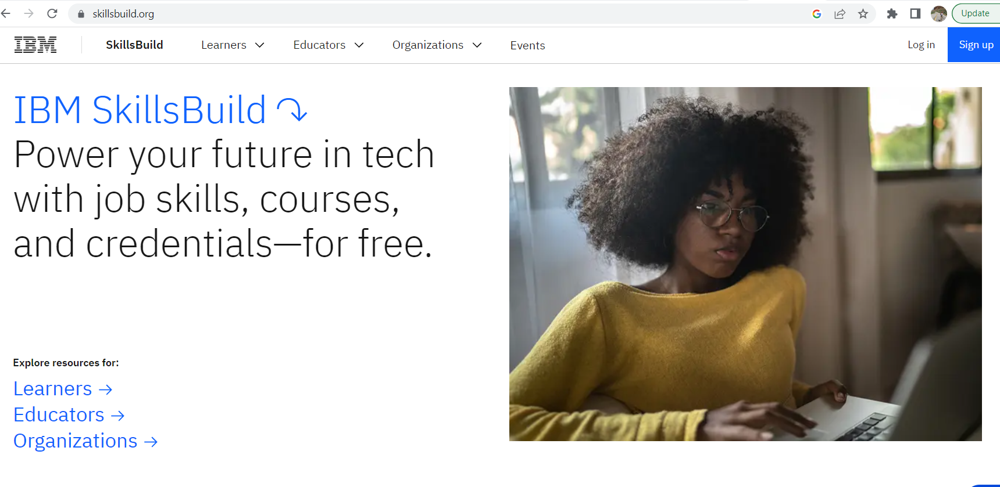 skillsbuild.org
Update
IBM
SkillsBuild
Learners
Educators
Organizations
Events
Log in
Sign up
IBM SkillsBuild
Power your future in tech
with job skills, courses,
and credentials—for free.
Explore resources for:
Learners →
Educators →
Organizations →